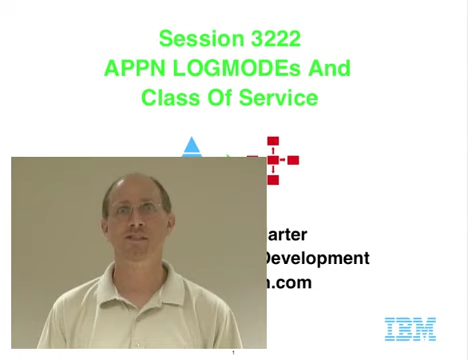 Session 3222
APPN LOGMODEs And
Class Of Service
arter
Development
n.com
IBM
1